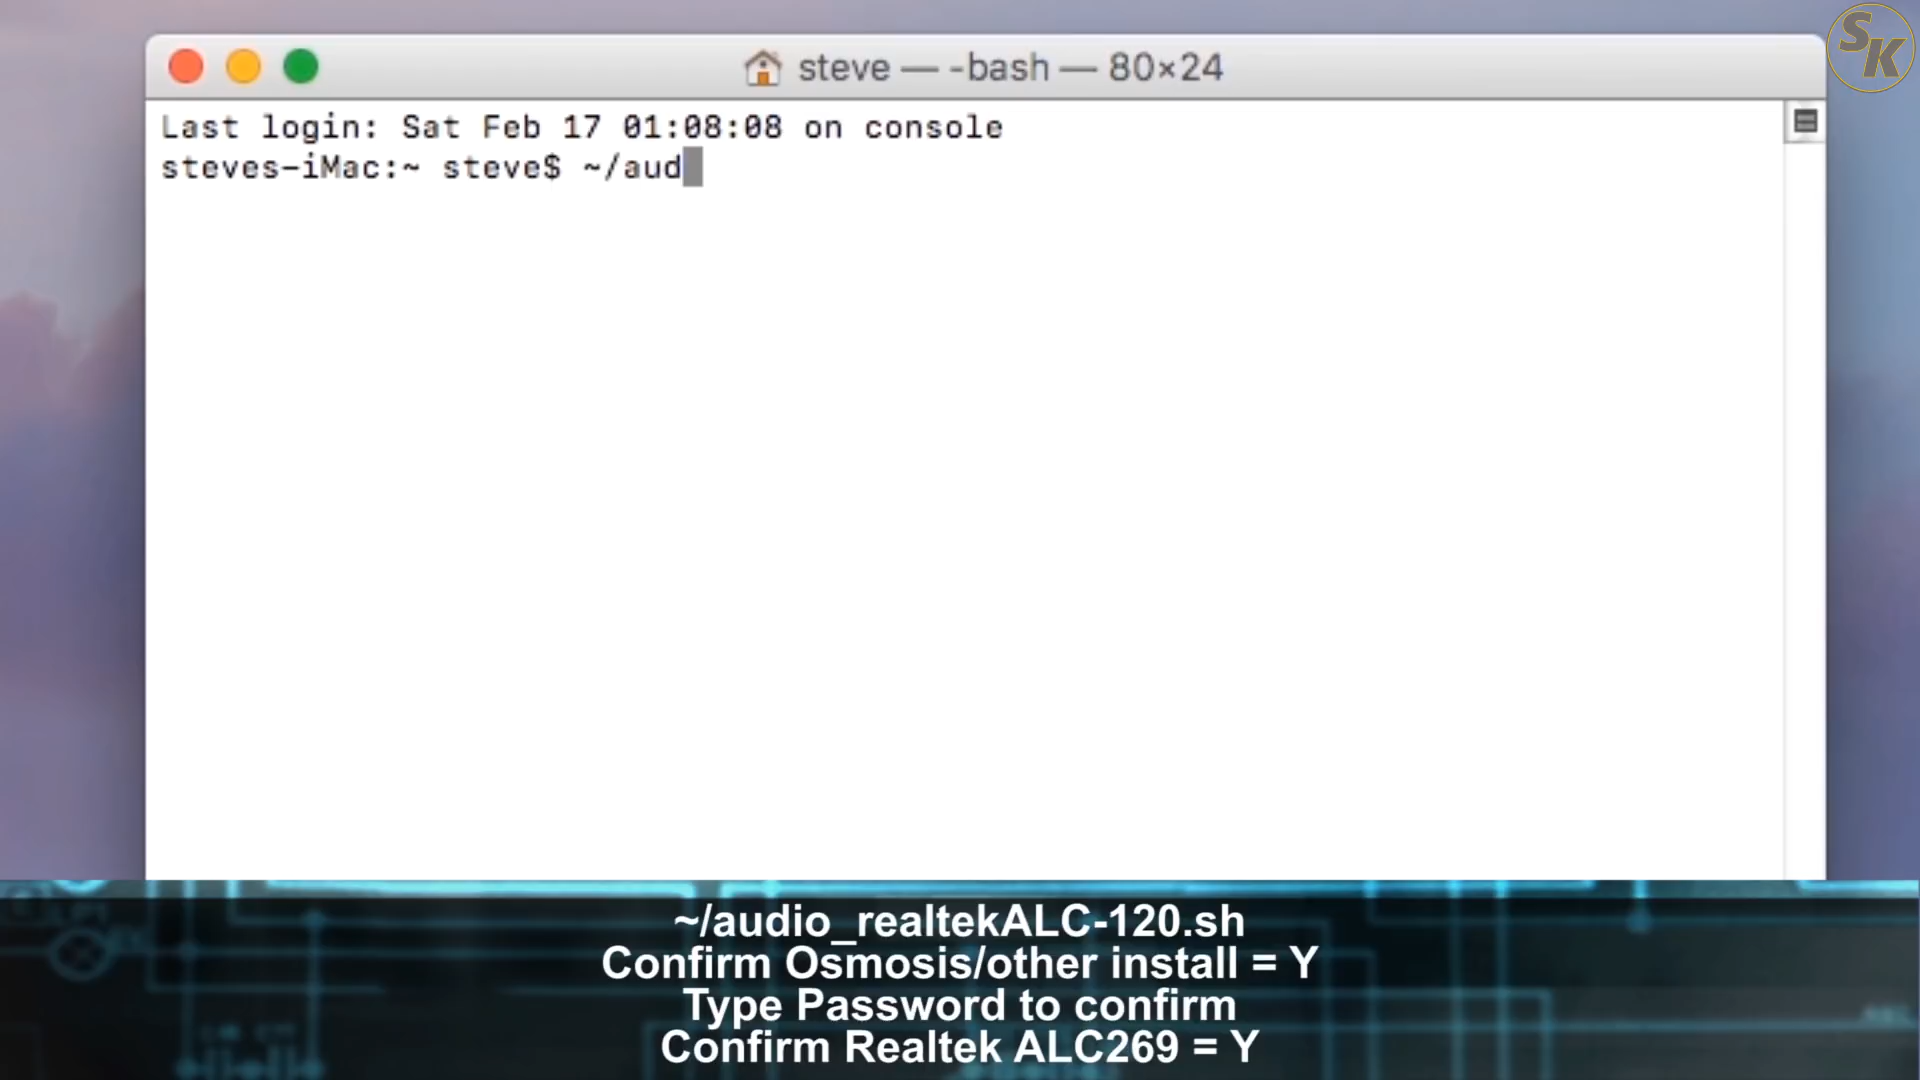 SK
steve — -bash — 80×24
Last login: Sat Feb 17 01:08:08 on console
steves-iMac:~ steve$ ~/aud
~/audio_realtekALC-120.sh
Confirm Osmosis/other install = Y
Type Password to confirm
Confirm Realtek ALC269 = Y